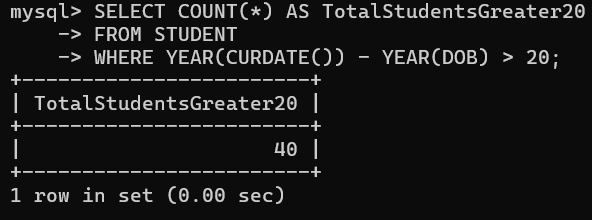 mysql> SELECT COUNT(*) AS TotalStudentsGreater20
    -> FROM STUDENT
    -> WHERE YEAR(CURDATE()) - YEAR(DOB) > 20;
+------------------------+
| TotalStudentsGreater20 |
+------------------------+
|                     40 |
+------------------------+
1 row in set (0.00 sec)